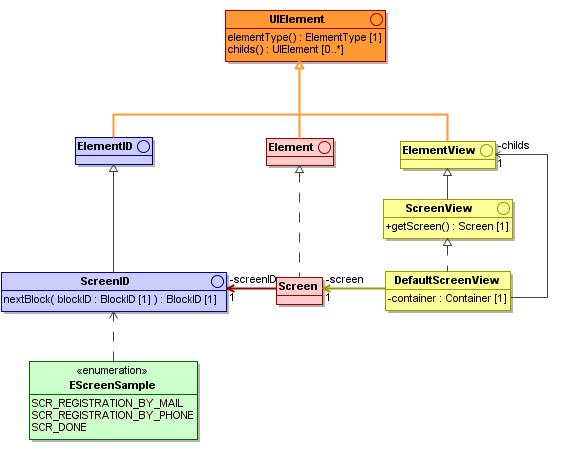 UIElement
elementType() : ElementType [1]
childs() : UIElement [0..*]
ElementID
Element
ElementView
-childs
1
ScreenView
+getScreen() : Screen [1]
ScreenID
nextBlock( blockID : BlockID [1] ) : BlockID [1]
-screenID
1
Screen
-screen
1
DefaultScreenView
-container : Container [1]
«enumeration»
EScreenSample
SCR_REGISTRATION_BY_MAIL
SCR_REGISTRATION_BY_PHONE
SCR_DONE